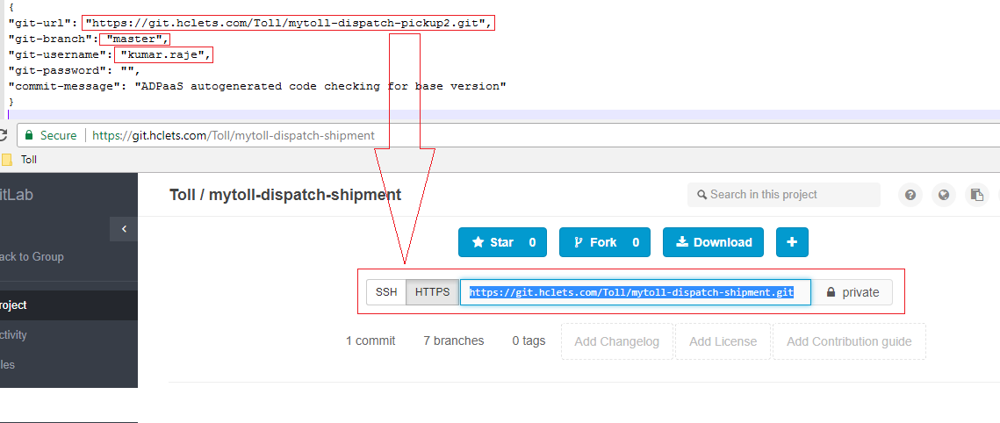 {
"git-url": "https://git.hclets.com/Toll/mytoll-dispatch-pickup2.git",
"git-branch": "master",
"git-username": "kumar.raje",
"git-password": "",
"commit-message": "ADPaaS autogenerated code checking for base version"
}
Secure https://git.hclets.com/Toll/mytoll-dispatch-shipment
Toll
itLab Toll / mytoll-dispatch-shipment Search in this project
ack to Group
Star 0 Fork 0 Download +
roject
SSH HTTPS https://git.hclets.com/Toll/mytoll-dispatch-shipment.git private
ctivity
1 commit 7 branches 0 tags Add Changelog Add License Add Contribution guide
les